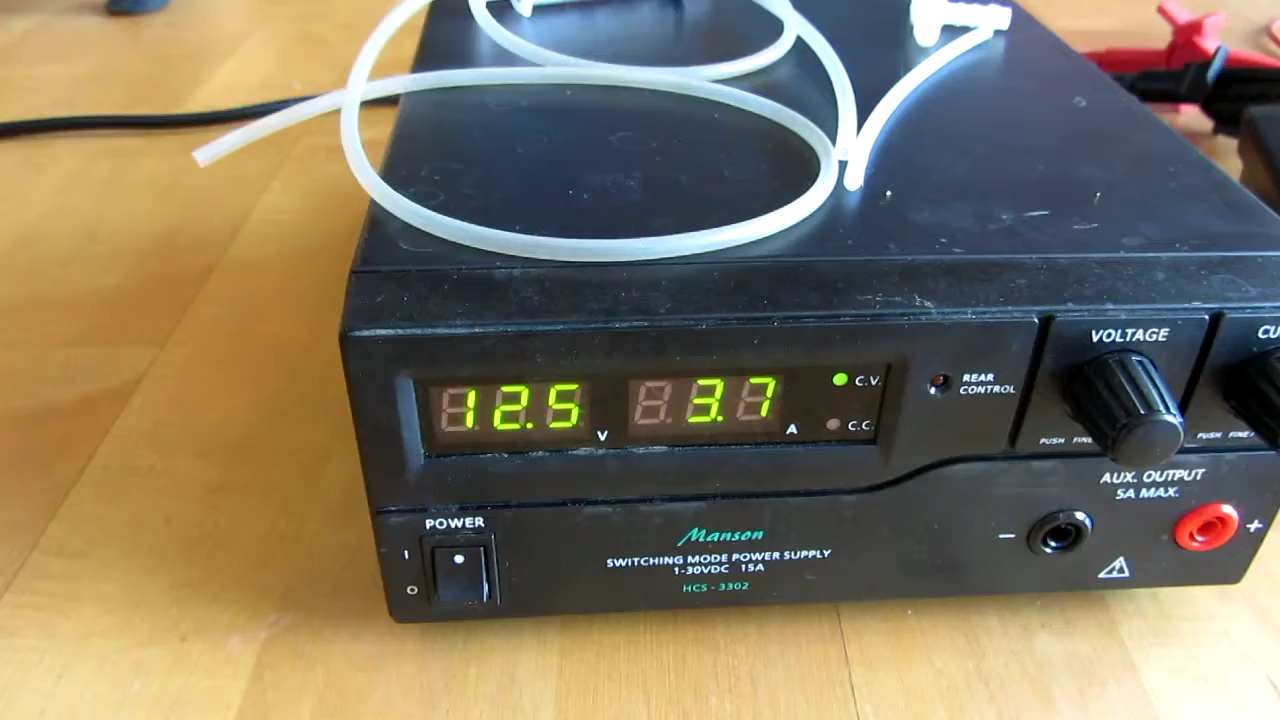 VOLTAGE
12.5 V
3.7 A
C.V.
C.C.
REAR
CONTROL
PUSH
PUSH
AUX. OUTPUT
5A MAX.
POWER
I
O
Manson
SWITCHING MODE POWER SUPPLY
1-30VDC 15A
HCS-3302
− +